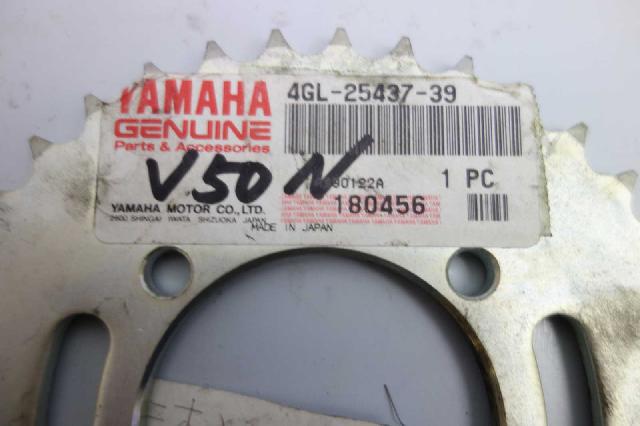 YAMAHA
GENUINE
Parts & Accessories
4GL-25437-39
V50N
90122A
1 PC
180456
YAMAHA MOTOR CO., LTD.
2500 SHINGAI IWATA SHIZUOKA JAPAN
MADE IN JAPAN